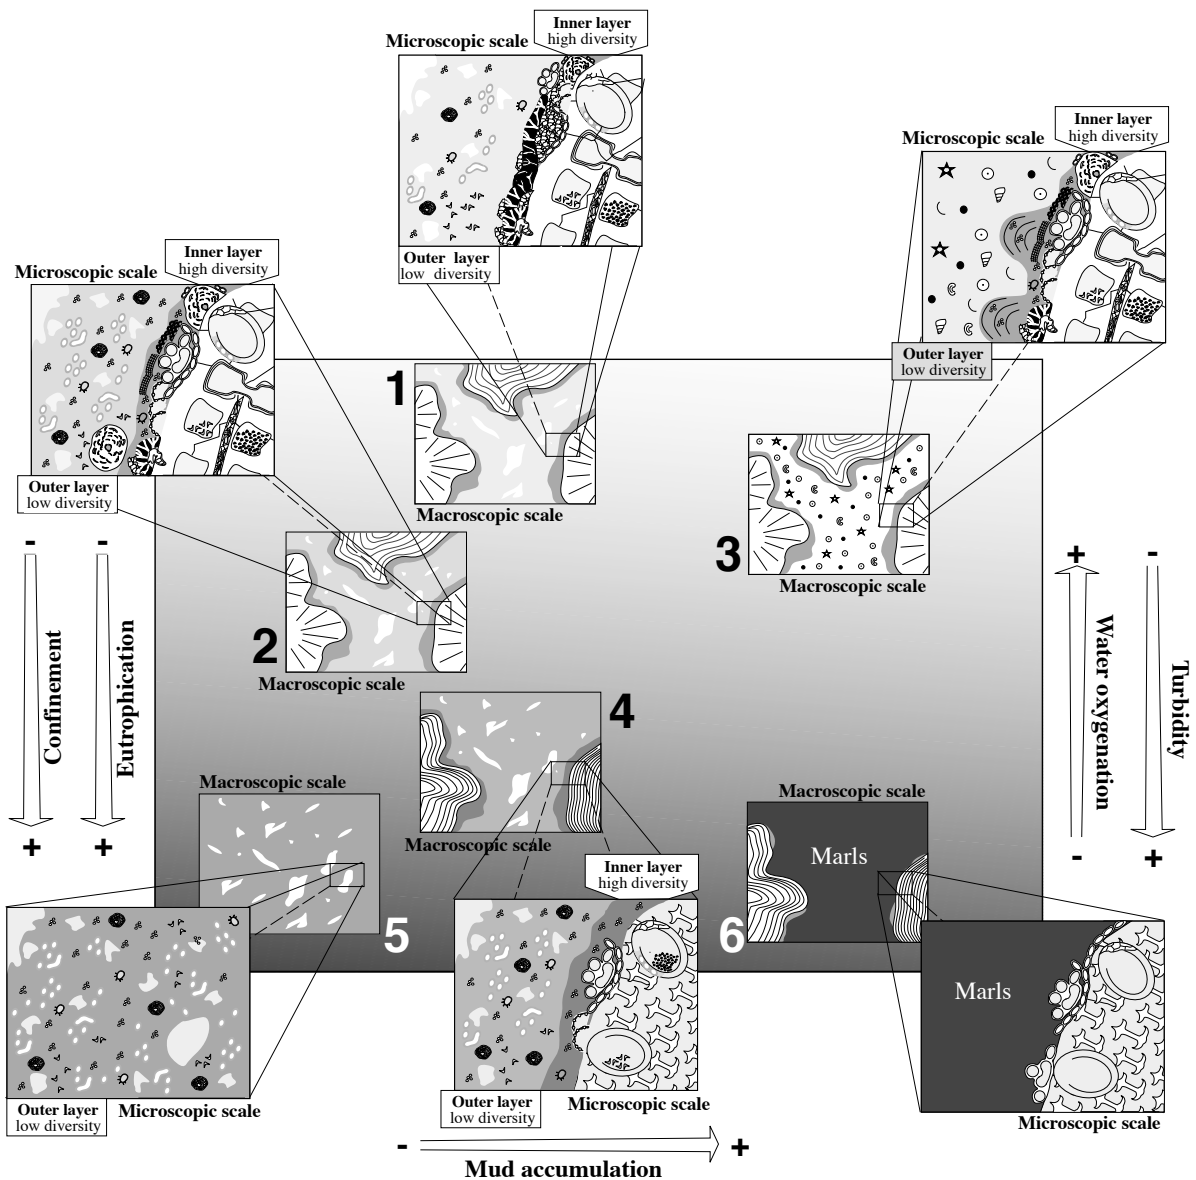 Inner layer
high diversity
Microscopic scale
Outer layer
low diversity
Inner layer
high diversity
Microscopic scale
Outer layer
low diversity
Inner layer
high diversity
Microscopic scale
Outer layer
low diversity
1
Macroscopic scale
2
Macroscopic scale
3
Macroscopic scale
4
Macroscopic scale
Inner layer
high diversity
Outer layer
low diversity
Microscopic scale
Macroscopic scale
5
Outer layer
low diversity
Microscopic scale
Macroscopic scale
Marls
6
Marls
Microscopic scale
- -
Confinement
Eutrophication
+ +
+ -
Water oxygenation
Turbidity
- +
- +
Mud accumulation